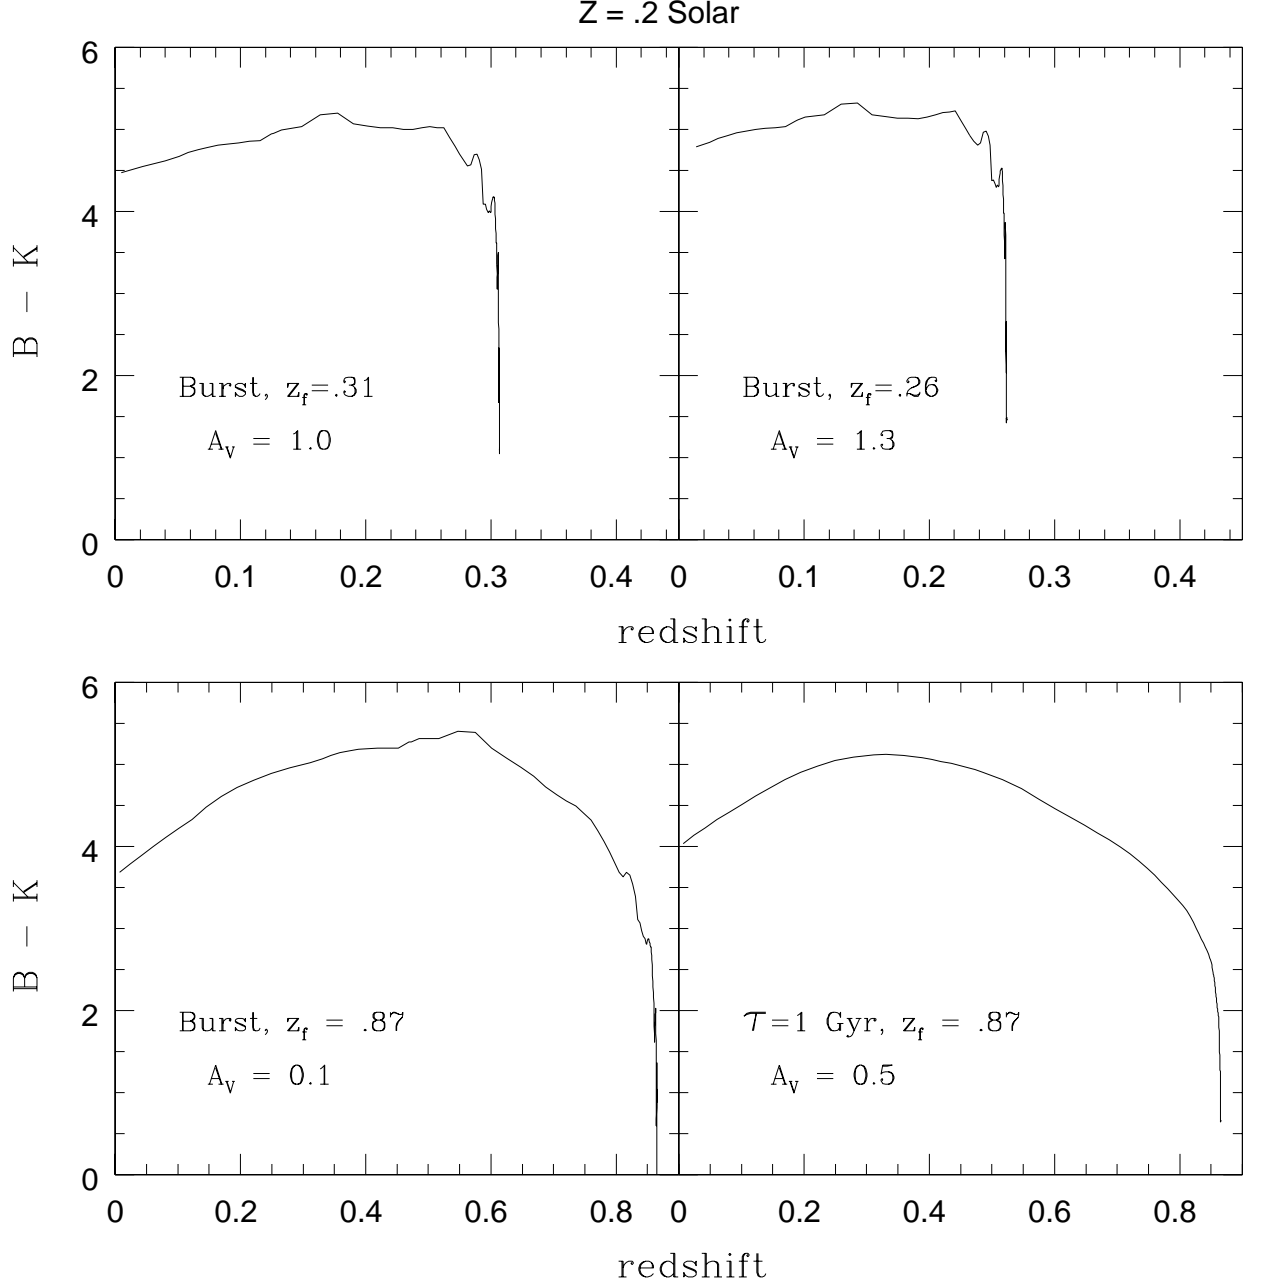 Z = .2 Solar
6
4
2
0
B - K
Burst, z_f=.31
A_V = 1.0
Burst, z_f=.26
A_V = 1.3
0 0.1 0.2 0.3 0.4 0 0.1 0.2 0.3 0.4
redshift
6
4
2
0
B - K
Burst, z_f = .87
A_V = 0.1
τ=1 Gyr, z_f = .87
A_V = 0.5
0 0.2 0.4 0.6 0.8 0 0.2 0.4 0.6 0.8
redshift